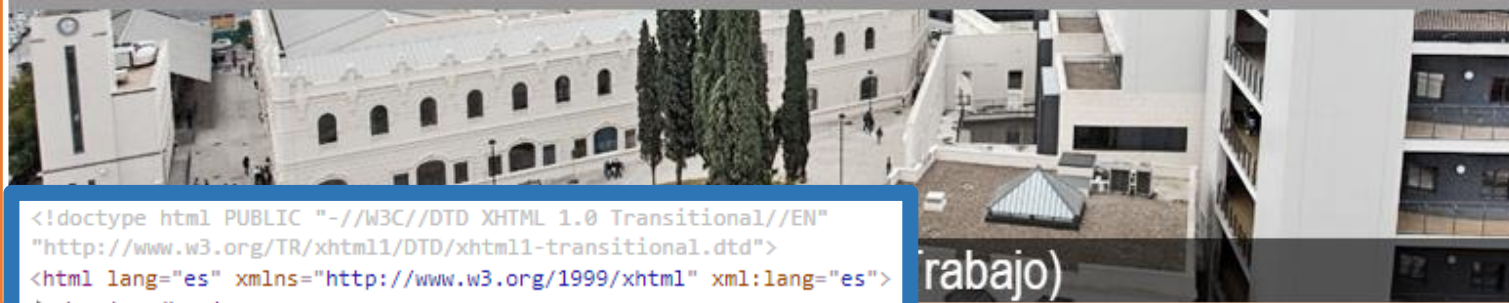 <!doctype html PUBLIC "-//W3C//DTD XHTML 1.0 Transitional//EN"
"http://www.w3.org/TR/xhtml1/DTD/xhtml1-transitional.dtd">
<html lang="es" xmlns="http://www.w3.org/1999/xhtml" xml:lang="es">
rabajo)